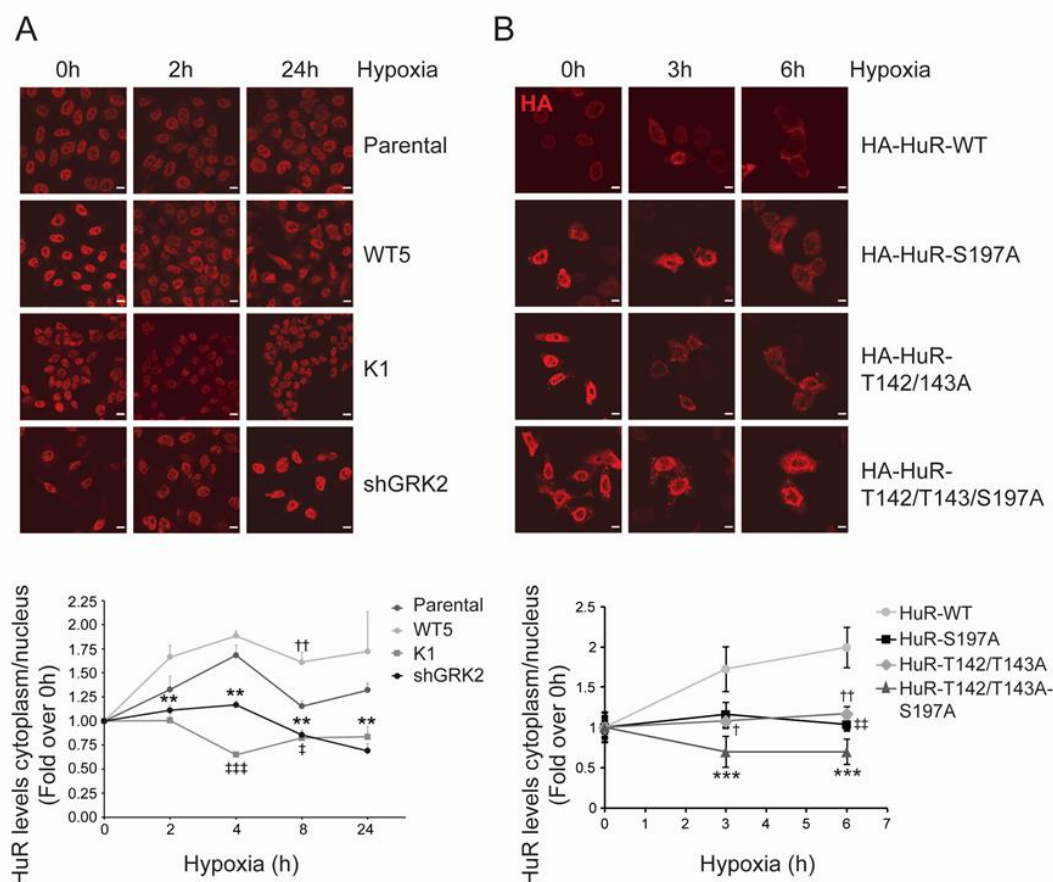 A
0h 2h 24h Hypoxia
Parental
WT5
K1
shGRK2
HuR levels cytoplasm/nucleus
(Fold over 0h)
2.25
2.00
1.75
1.50
1.25
1.00
0.75
0.50
0.25
0.00
0 2 4 8 24
Hypoxia (h)
Parental
WT5
K1
shGRK2
††
** ** ** **
‡‡‡ ‡
B
0h 3h 6h Hypoxia
HA
HA-HuR-WT
HA-HuR-S197A
HA-HuR-
T142/143A
HA-HuR-
T142/T143/S197A
HuR levels cytoplasm/nucleus
(Fold over 0h)
2.5
2
1.5
1
0.5
0
0 1 2 3 4 5 6 7
Hypoxia (h)
HuR-WT
HuR-S197A
HuR-T142/T143A
HuR-T142/T143A-
S197A
††
† ‡‡
*** ***